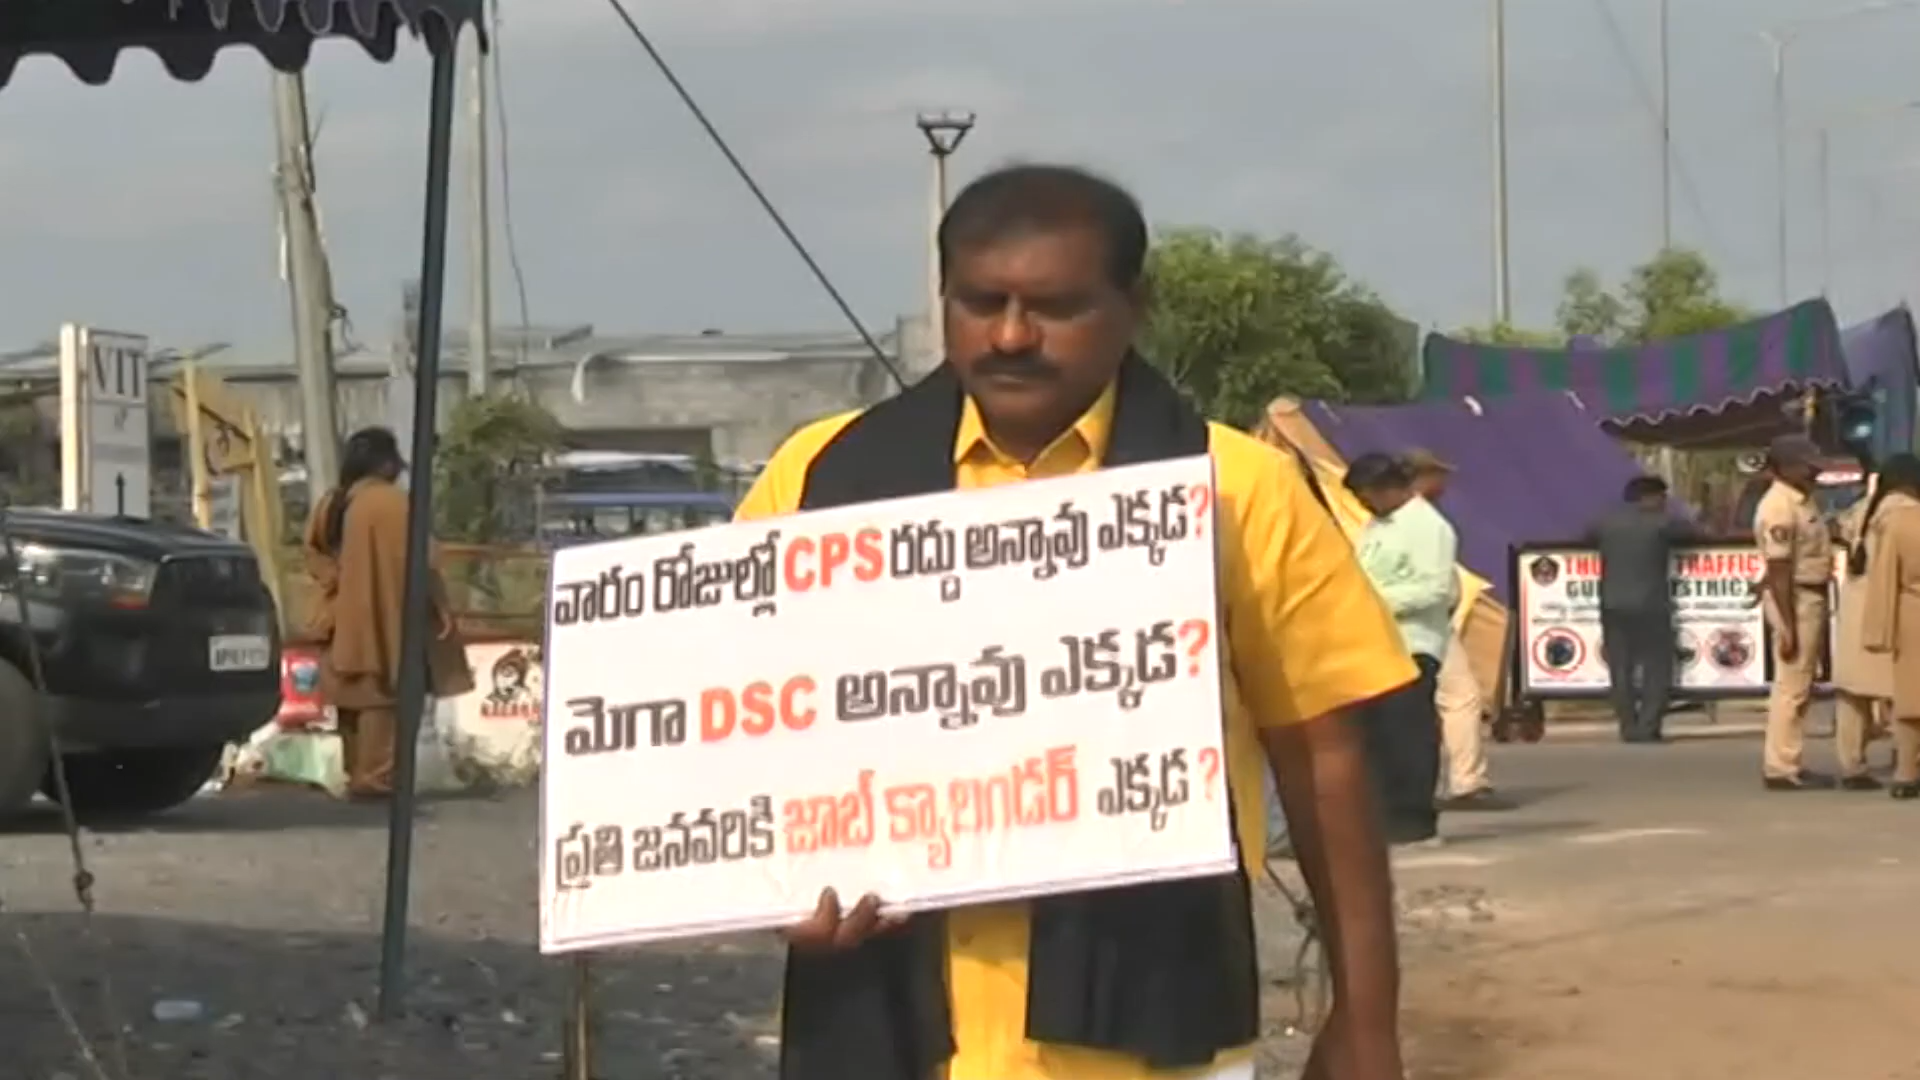 VIT
వారం రోజుల్లో CPS రద్దు అన్నావు ఎక్కడ?
మెగా DSC అన్నావు ఎక్కడ?
ప్రతి జనవరికి జాబ్ క్యాలండర్ ఎక్కడ ?
TRAFFIC